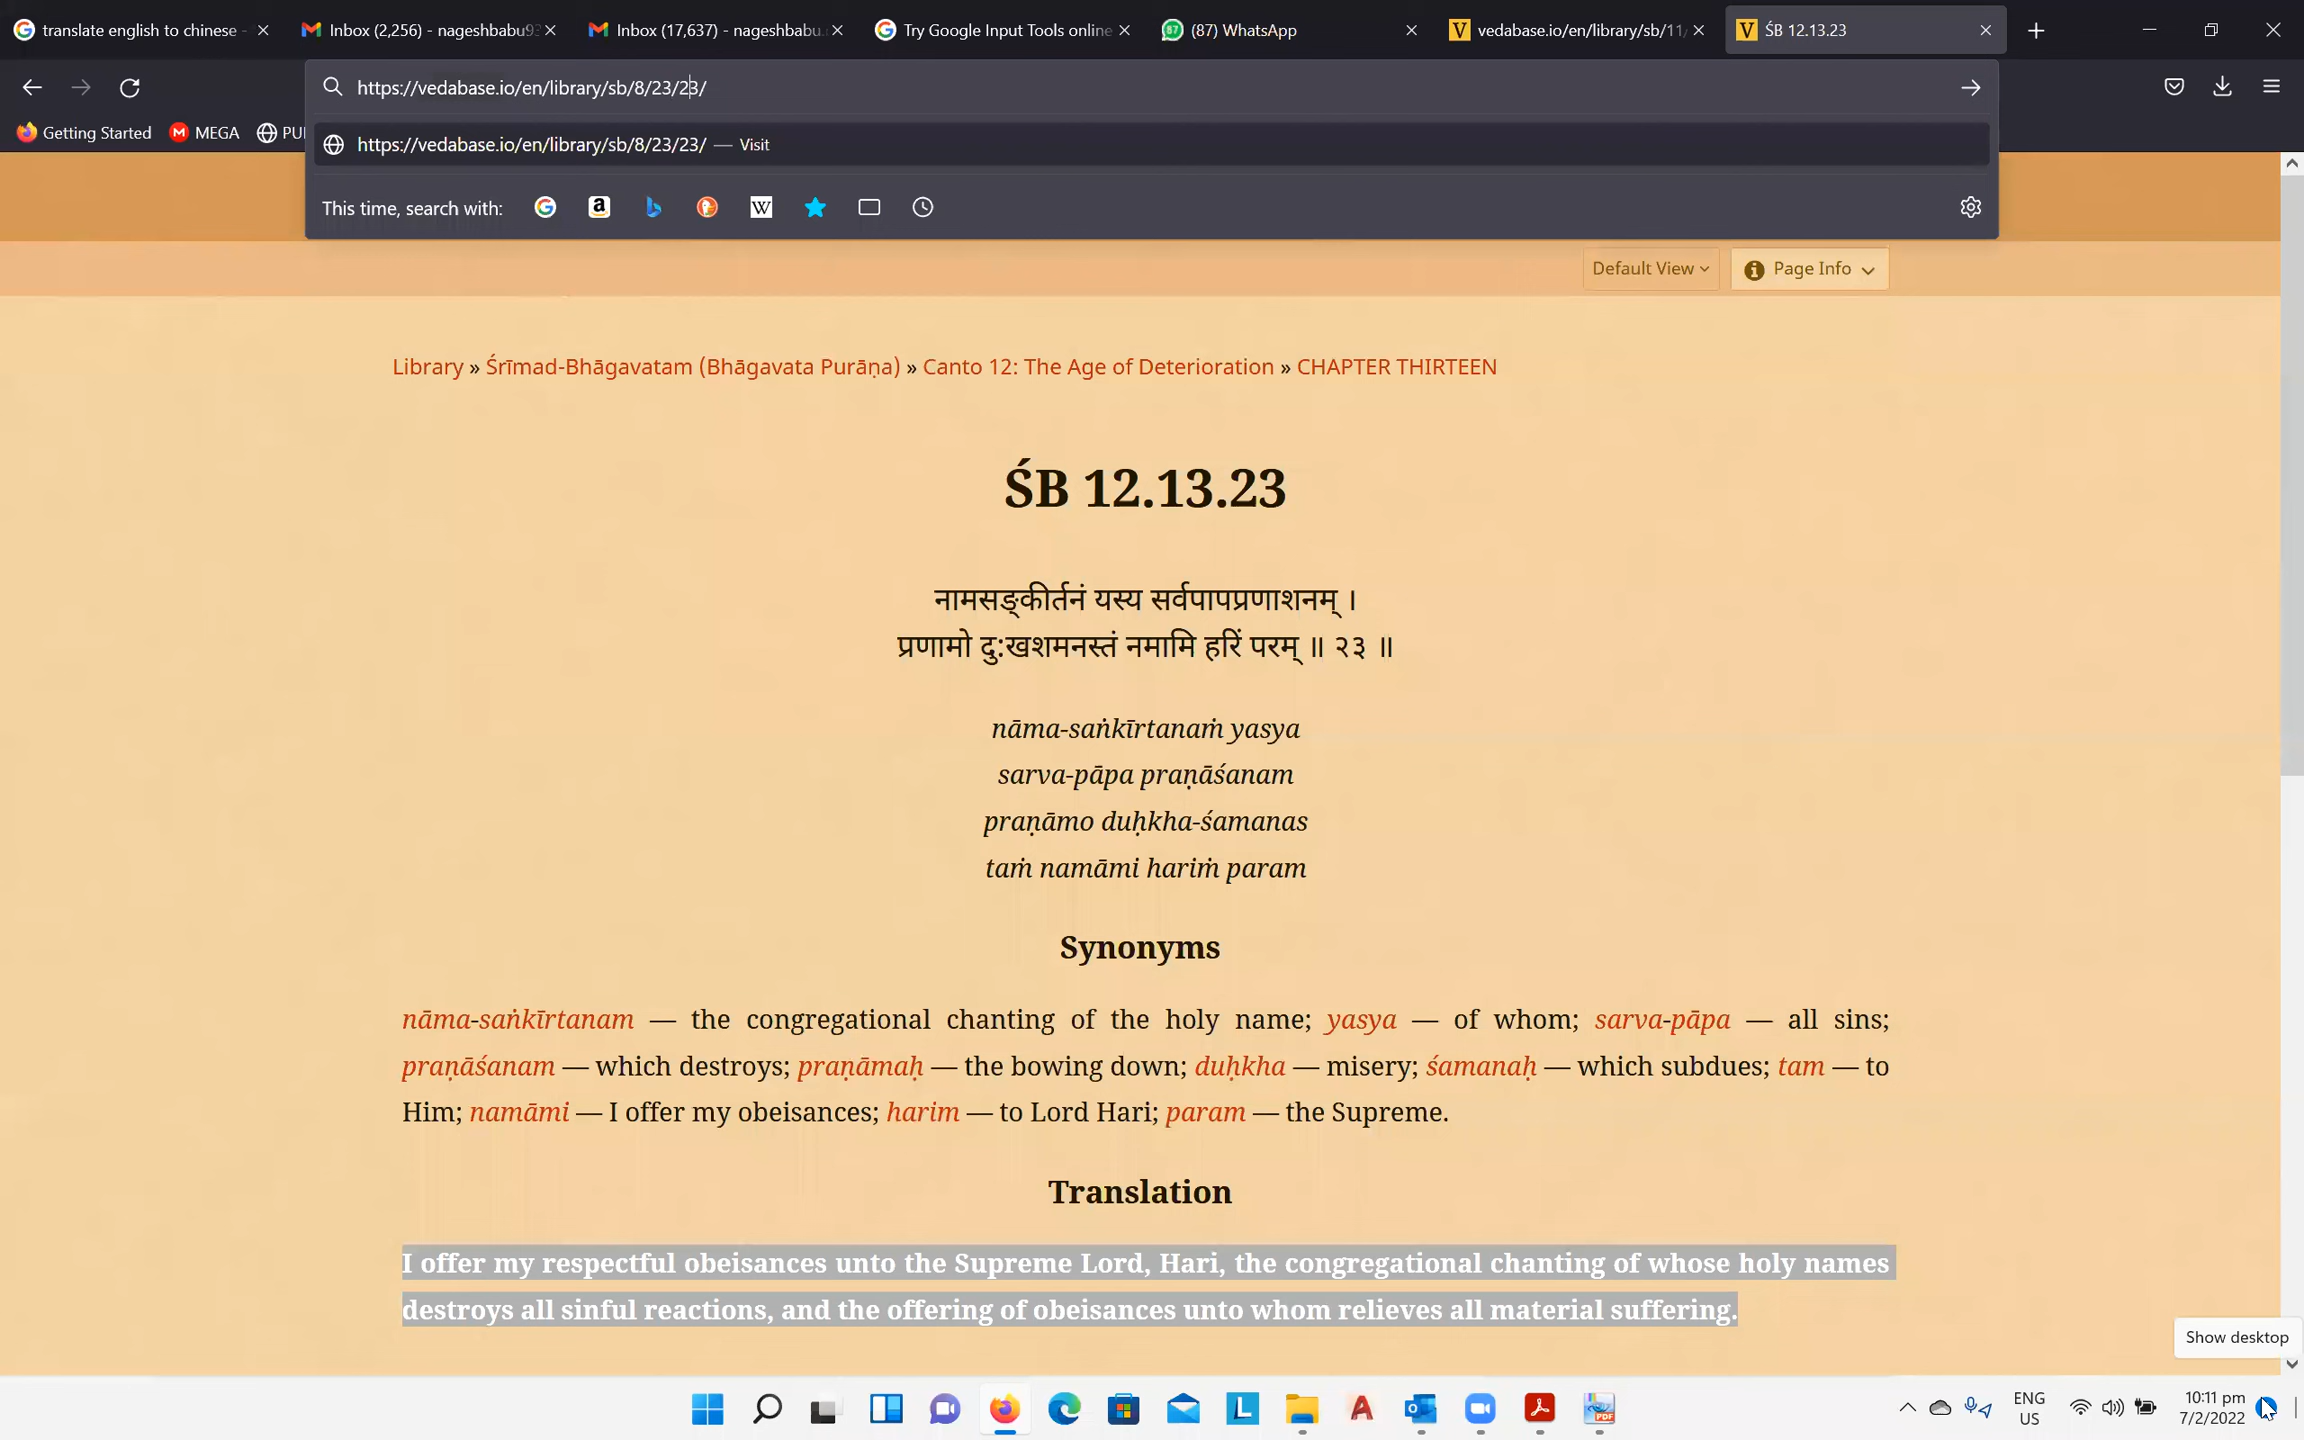 translate english to chinese -
Inbox (2,256) - nageshbabu93
Inbox (17,637) - nageshbabu.
Try Google Input Tools online
(87) WhatsApp
vedabase.io/en/library/sb/11/
ŚB 12.13.23
https://vedabase.io/en/library/sb/8/23/23/
Getting Started
MEGA
PU
https://vedabase.io/en/library/sb/8/23/23/ — Visit
This time, search with:
Default View
Page Info
Library » Śrīmad-Bhāgavatam (Bhāgavata Purāṇa) » Canto 12: The Age of Deterioration » CHAPTER THIRTEEN
ŚB 12.13.23
नामसङ्कीर्तनं यस्य सर्वपापप्रणाशनम् ।
प्रणामो दु:खशमनस्तं नमामि हरिं परम् ॥ २३ ॥
nāma-saṅkīrtanaṁ yasya
sarva-pāpa praṇāśanam
praṇāmo duḥkha-śamanas
taṁ namāmi hariṁ param
Synonyms
nāma-saṅkīrtanam — the congregational chanting of the holy name; yasya — of whom; sarva-pāpa — all sins;
praṇāśanam — which destroys; praṇāmaḥ — the bowing down; duḥkha — misery; śamanaḥ — which subdues; tam — to
Him; namāmi — I offer my obeisances; harim — to Lord Hari; param — the Supreme.
Translation
I offer my respectful obeisances unto the Supreme Lord, Hari, the congregational chanting of whose holy names
destroys all sinful reactions, and the offering of obeisances unto whom relieves all material suffering.
Show desktop
ENG
US
10:11 pm
7/2/2022